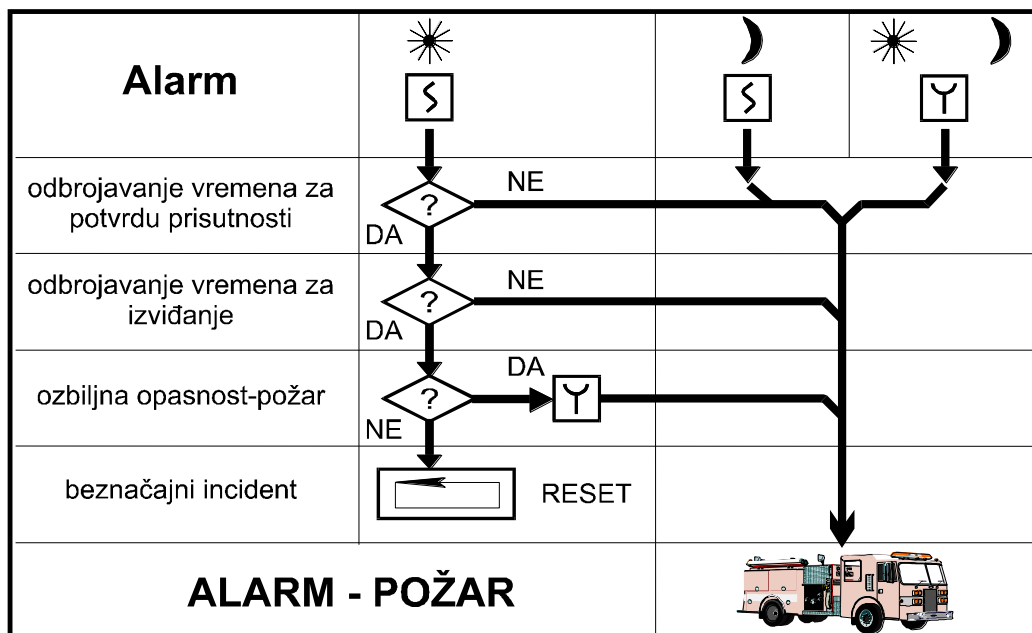 Alarm
odbrojavanje vremena za
potvrdu prisutnosti
?
NE
DA
odbrojavanje vremena za
izviđanje
?
NE
DA
ozbiljna opasnost-požar
?
DA
NE
beznačajni incident
RESET
ALARM - POŽAR